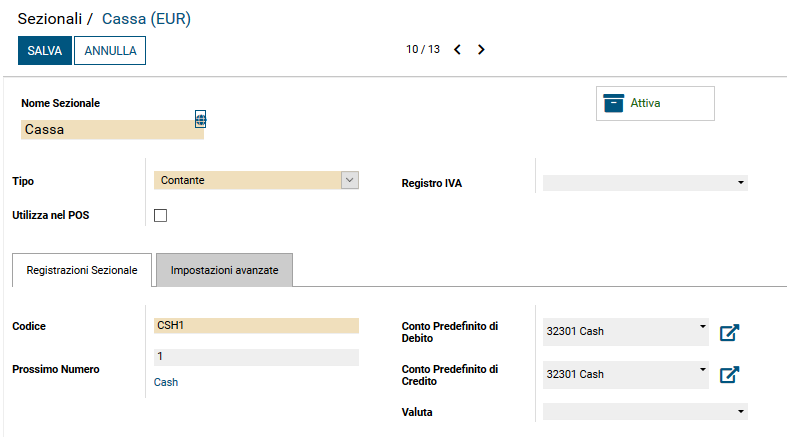 Sezionali / Cassa (EUR)
SALVA ANNULLA 10 / 13
Nome Sezionale
Attiva
Cassa
Tipo Contante Registro IVA
Utilizza nel POS
Registrazioni Sezionale Impostazioni avanzate
Codice CSH1 Conto Predefinito di
Debito 32301 Cash
1
Prossimo Numero Conto Predefinito di
Credito 32301 Cash
Cash
Valuta